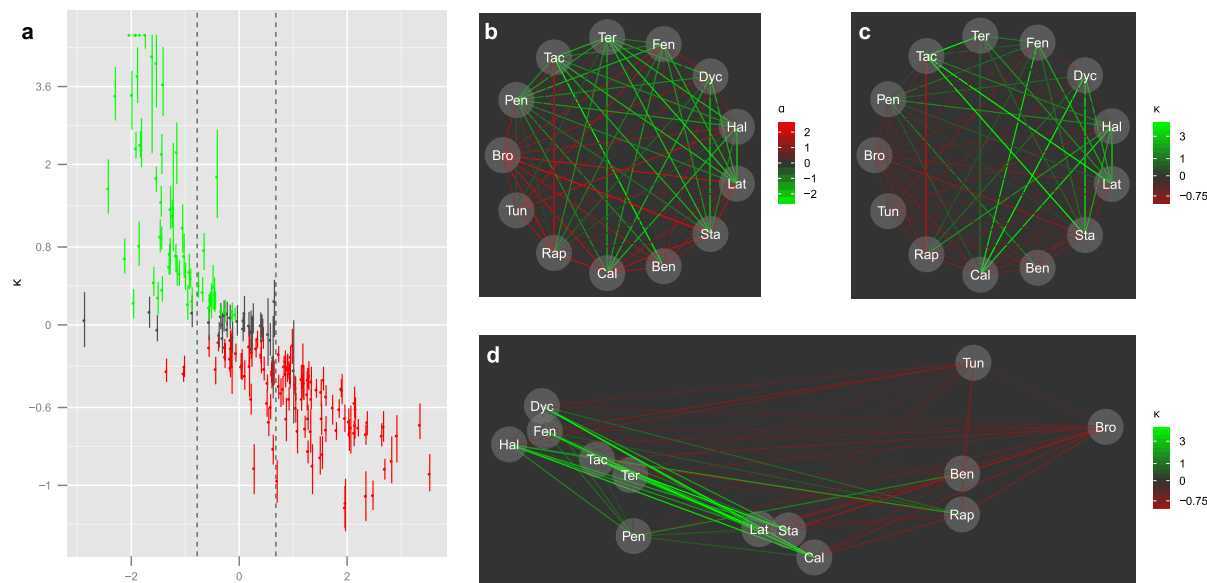 a
κ
3.6
2
0.8
0
−0.6
−1
−2
0
2
b
Ter
Fen
Tac
Dyc
Pen
Hal
Bro
Lat
Tun
Sta
Rap
Ben
Cal
α
2
1
0
−1
−2
c
Ter
Fen
Tac
Dyc
Pen
Hal
Bro
Lat
Tun
Sta
Rap
Ben
Cal
κ
3
0
−0.75
d
Tun
Dyc
Bro
Fen
Hal
Tac
Ter
Ben
Rap
Lat
Sta
Pen
Cal
κ
3
0
−0.75